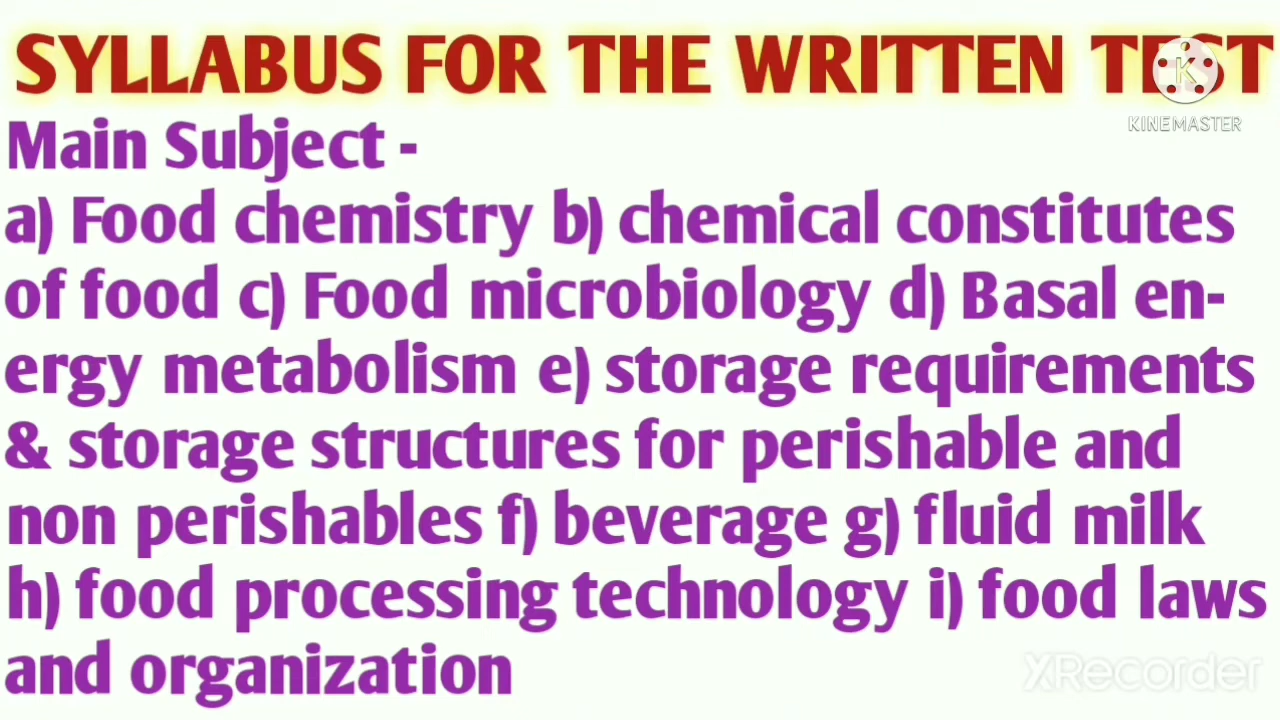 SYLLABUS FOR THE WRITTEN TEST
K
KINEMASTER
Main Subject -
a) Food chemistry b) chemical constitutes
of food c) Food microbiology d) Basal en-
ergy metabolism e) storage requirements
& storage structures for perishable and
non perishables f) beverage g) fluid milk
h) food processing technology i) food laws
and organization
XRecorder